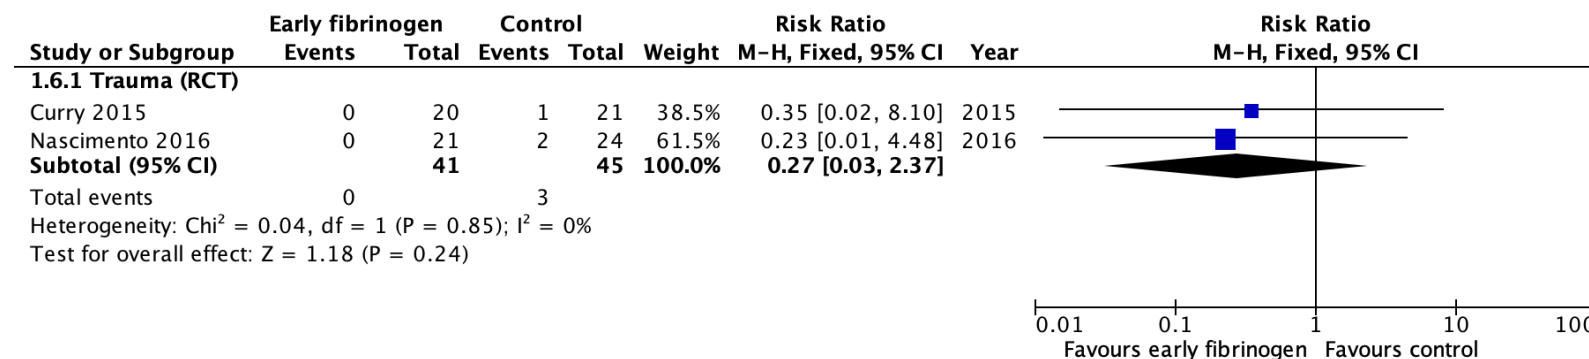 Early fibrinogen Control Risk Ratio Risk Ratio
Study or Subgroup Events Total Events Total Weight M-H, Fixed, 95% CI Year M-H, Fixed, 95% CI
1.6.1 Trauma (RCT)
Curry 2015 0 20 1 21 38.5% 0.35 [0.02, 8.10] 2015
Nascimento 2016 0 21 2 24 61.5% 0.23 [0.01, 4.48] 2016
Subtotal (95% CI) 41 45 100.0% 0.27 [0.03, 2.37]
Total events 0 3
Heterogeneity: Chi² = 0.04, df = 1 (P = 0.85); I² = 0%
Test for overall effect: Z = 1.18 (P = 0.24)
0.01 0.1 1 10 100
Favours early fibrinogen Favours control